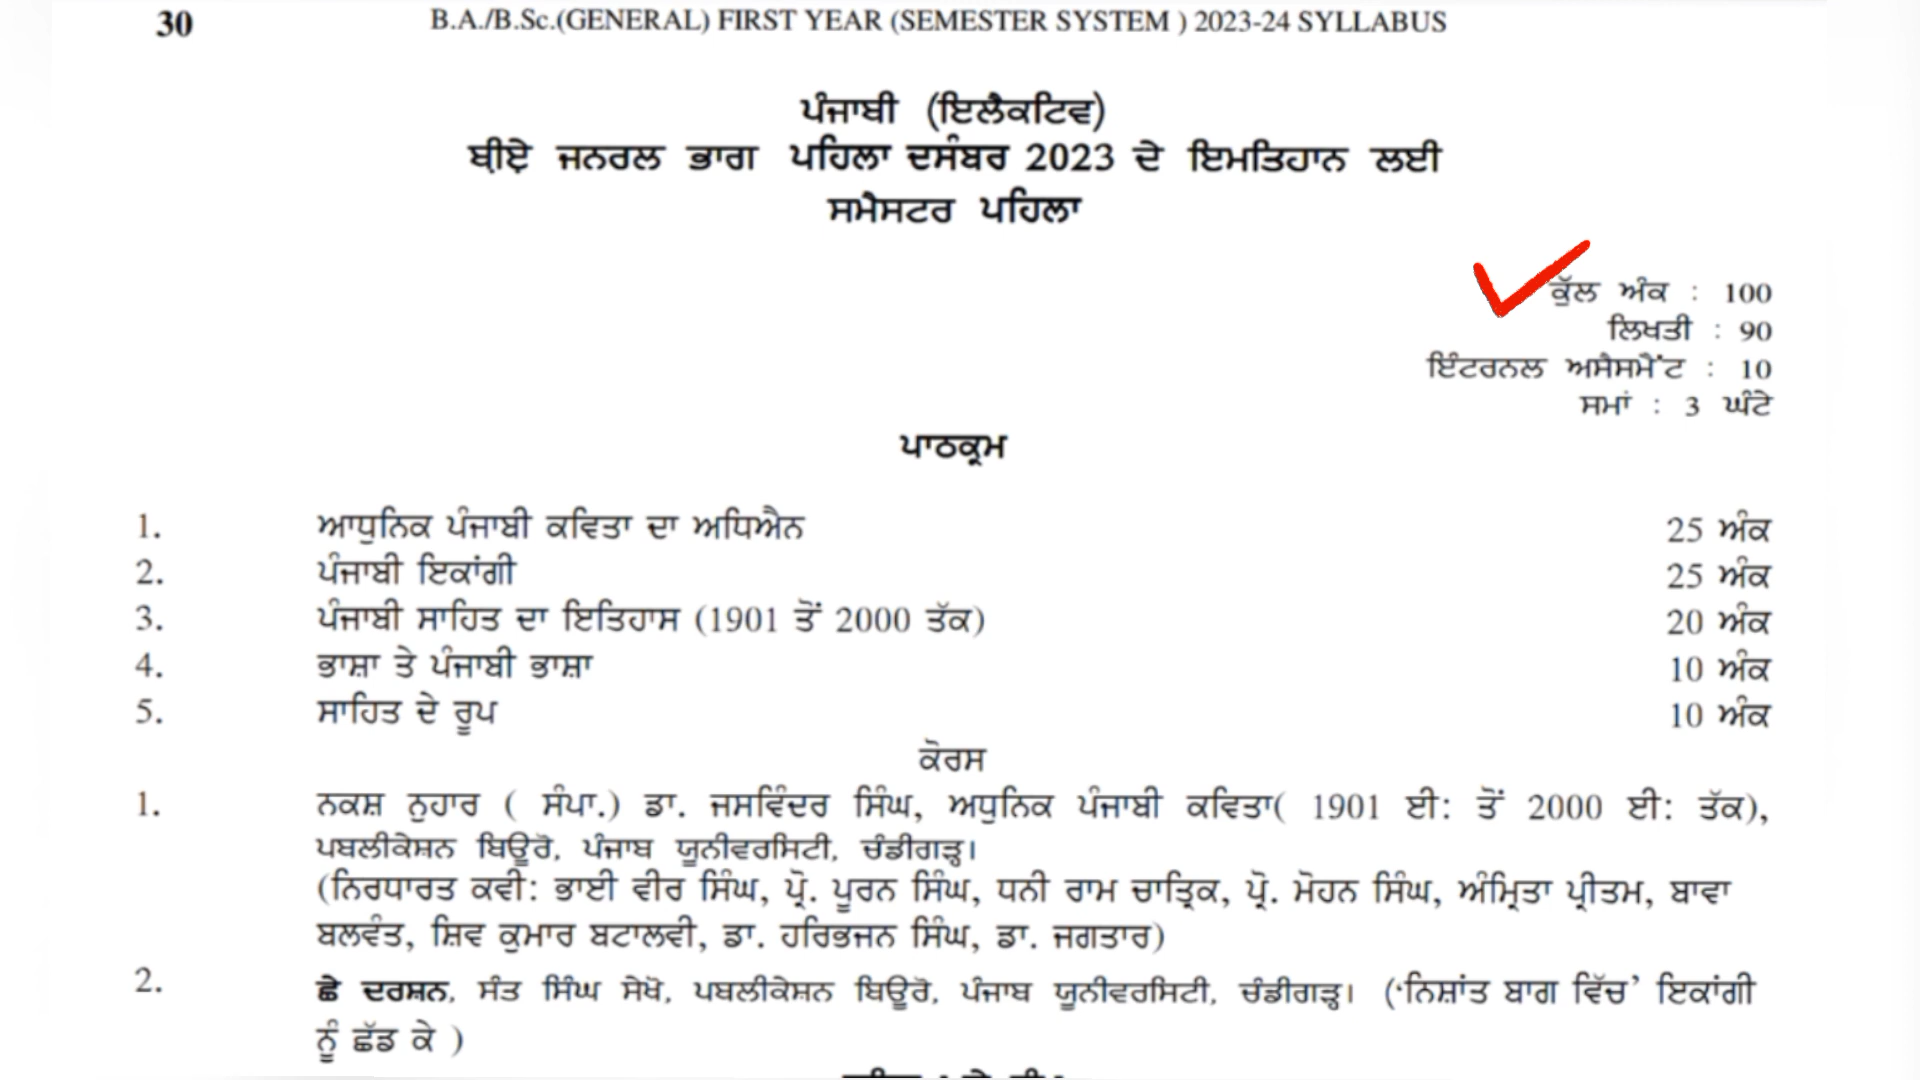 30 B.A./B.Sc.(GENERAL) FIRST YEAR (SEMESTER SYSTEM ) 2023-24 SYLLABUS
ਪੰਜਾਬੀ (ਇਲੈਕਟਿਵ)
ਬੀ਼ਏ਼ ਜਨਰਲ ਭਾਗ ਪਹਿਲਾ ਦਸੰਬਰ 2023 ਦੇ ਇਮਤਿਹਾਨ ਲਈ
ਸਮੈਸਟਰ ਪਹਿਲਾ
ਕੁੱਲ ਅੰਕ : 100
ਲਿਖਤੀ : 90
ਇੰਟਰਨਲ ਅਸੈਸਮੈਂਟ : 10
ਸਮਾਂ : 3 ਘੰਟੇ
ਪਾਠਕ੍ਰਮ
1. ਆਧੁਨਿਕ ਪੰਜਾਬੀ ਕਵਿਤਾ ਦਾ ਅਧਿਐਨ 25 ਅੰਕ
2. ਪੰਜਾਬੀ ਇਕਾਂਗੀ 25 ਅੰਕ
3. ਪੰਜਾਬੀ ਸਾਹਿਤ ਦਾ ਇਤਿਹਾਸ (1901 ਤੋਂ 2000 ਤੱਕ) 20 ਅੰਕ
4. ਭਾਸ਼ਾ ਤੇ ਪੰਜਾਬੀ ਭਾਸ਼ਾ 10 ਅੰਕ
5. ਸਾਹਿਤ ਦੇ ਰੂਪ 10 ਅੰਕ
ਕੋਰਸ
1. ਨਕਸ਼ ਨੁਹਾਰ ( ਸੰਪਾ.) ਡਾ. ਜਸਵਿੰਦਰ ਸਿੰਘ, ਅਧੁਨਿਕ ਪੰਜਾਬੀ ਕਵਿਤਾ( 1901 ਈ: ਤੋਂ 2000 ਈ: ਤੱਕ),
ਪਬਲੀਕੇਸ਼ਨ ਬਿਊਰੋ, ਪੰਜਾਬ ਯੂਨੀਵਰਸਿਟੀ, ਚੰਡੀਗੜ੍ਹ।
(ਨਿਰਧਾਰਤ ਕਵੀ: ਭਾਈ ਵੀਰ ਸਿੰਘ, ਪ੍ਰੋ. ਪੂਰਨ ਸਿੰਘ, ਧਨੀ ਰਾਮ ਚਾਤ੍ਰਿਕ, ਪ੍ਰੋ. ਮੋਹਨ ਸਿੰਘ, ਅੰਮ੍ਰਿਤਾ ਪ੍ਰੀਤਮ, ਬਾਵਾ
ਬਲਵੰਤ, ਸ਼ਿਵ ਕੁਮਾਰ ਬਟਾਲਵੀ, ਡਾ. ਹਰਿਭਜਨ ਸਿੰਘ, ਡਾ. ਜਗਤਾਰ)
2. ਛੇ ਦਰਸ਼ਨ, ਸੰਤ ਸਿੰਘ ਸੇਖੋਂ, ਪਬਲੀਕੇਸ਼ਨ ਬਿਊਰੋ, ਪੰਜਾਬ ਯੂਨੀਵਰਸਿਟੀ, ਚੰਡੀਗੜ੍ਹ। (‘ਨਿਸ਼ਾਂਤ ਬਾਗ ਵਿੱਚ’ ਇਕਾਂਗੀ
ਨੂੰ ਛੱਡ ਕੇ )